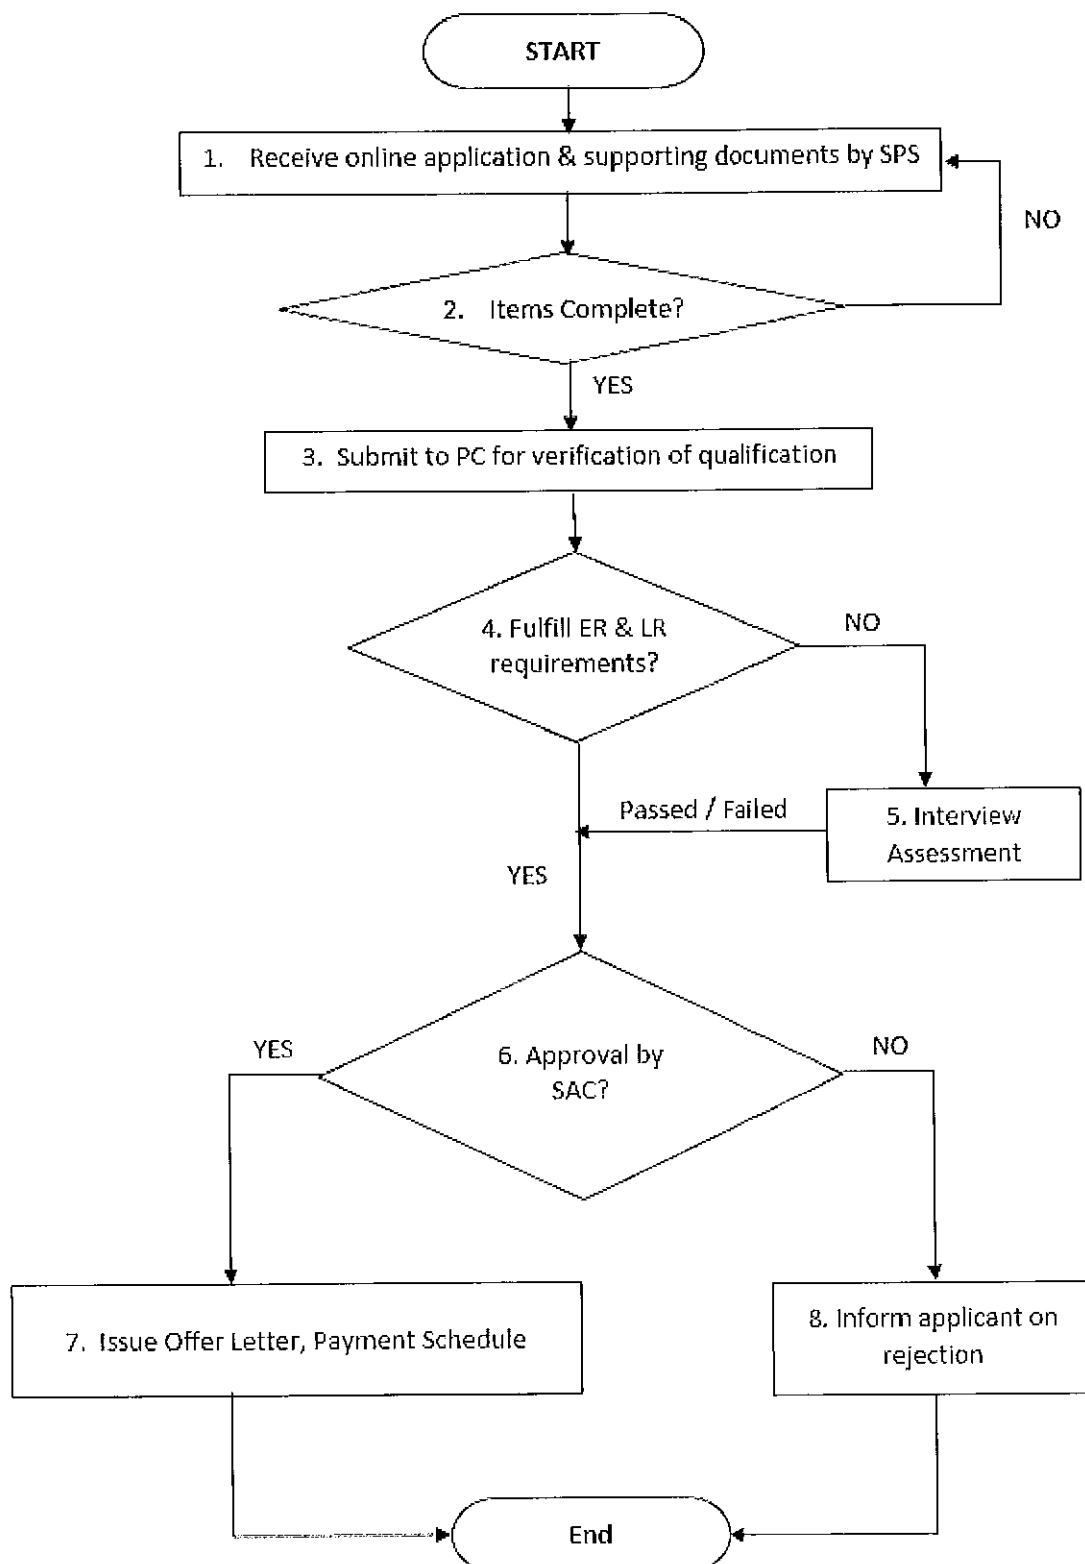 START
1. Receive online application & supporting documents by SPS
NO
2. Items Complete?
YES
3. Submit to PC for verification of qualification
4. Fulfill ER & LR
requirements?
NO
Passed / Failed
5. Interview
Assessment
YES
YES
6. Approval by
SAC?
NO
7. Issue Offer Letter, Payment Schedule
8. Inform applicant on
rejection
End